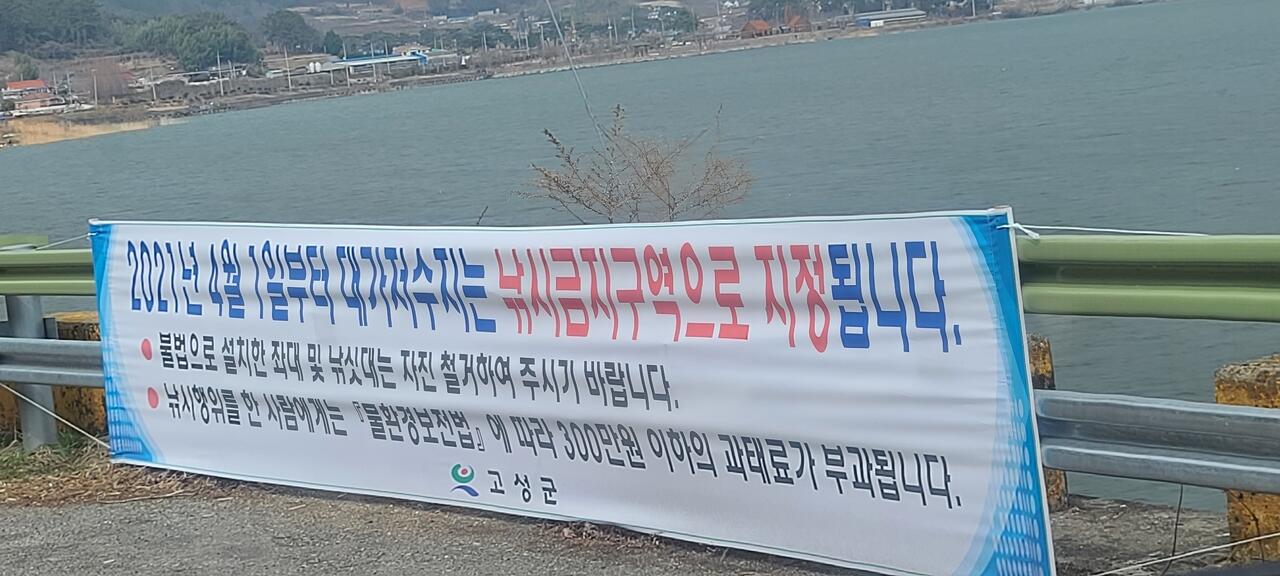 2021년 4월 1일부터 대가저수지는 낚시금지구역으로 지정됩니다.
불법으로 설치한 좌대 및 낚싯대는 자진 철거하여 주시기 바랍니다.
낚시행위를 한 사람에게는 『물환경보전법』에 따라 300만원 이하의 과태료가 부과됩니다.
고성군